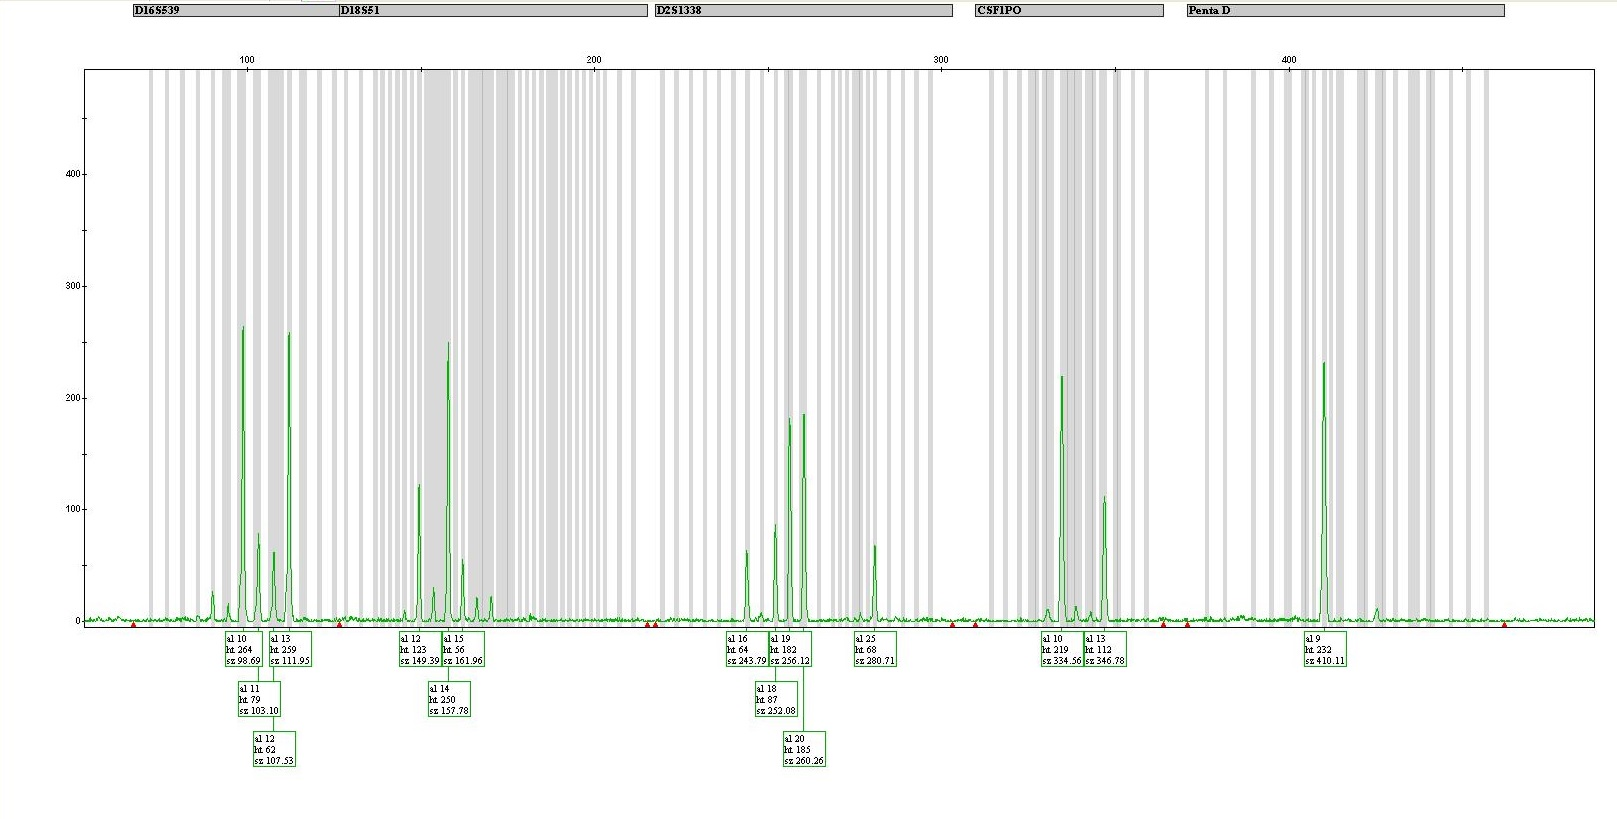 D16S539 D18S51 D2S1338 CSF1PO Penta D
100 200 300 400
400
300
200
100
0
al 10
ht 264
sz 98.69
al 13
ht 259
sz 111.95
al 12
ht 123
sz 149.39
al 15
ht 56
sz 161.96
al 16
ht 64
sz 243.79
al 19
ht 182
sz 256.12
al 25
ht 68
sz 280.71
al 10
ht 219
sz 334.56
al 13
ht 112
sz 346.78
al 9
ht 232
sz 410.11
al 11
ht 79
sz 103.10
al 14
ht 250
sz 157.78
al 18
ht 87
sz 252.08
al 12
ht 62
sz 107.53
al 20
ht 185
sz 260.26